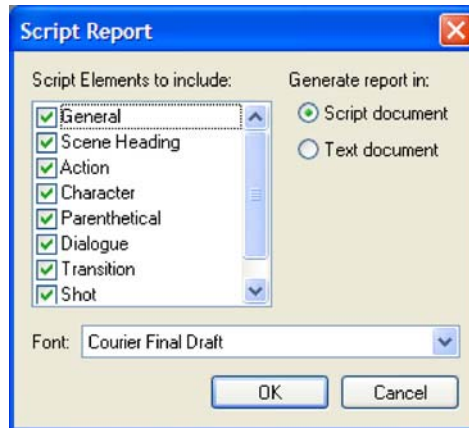 Script Report
Script Elements to include:
General
Scene Heading
Action
Character
Parenthetical
Dialogue
Transition
Shot
Generate report in:
Script document
Text document
Font: Courier Final Draft
OK Cancel